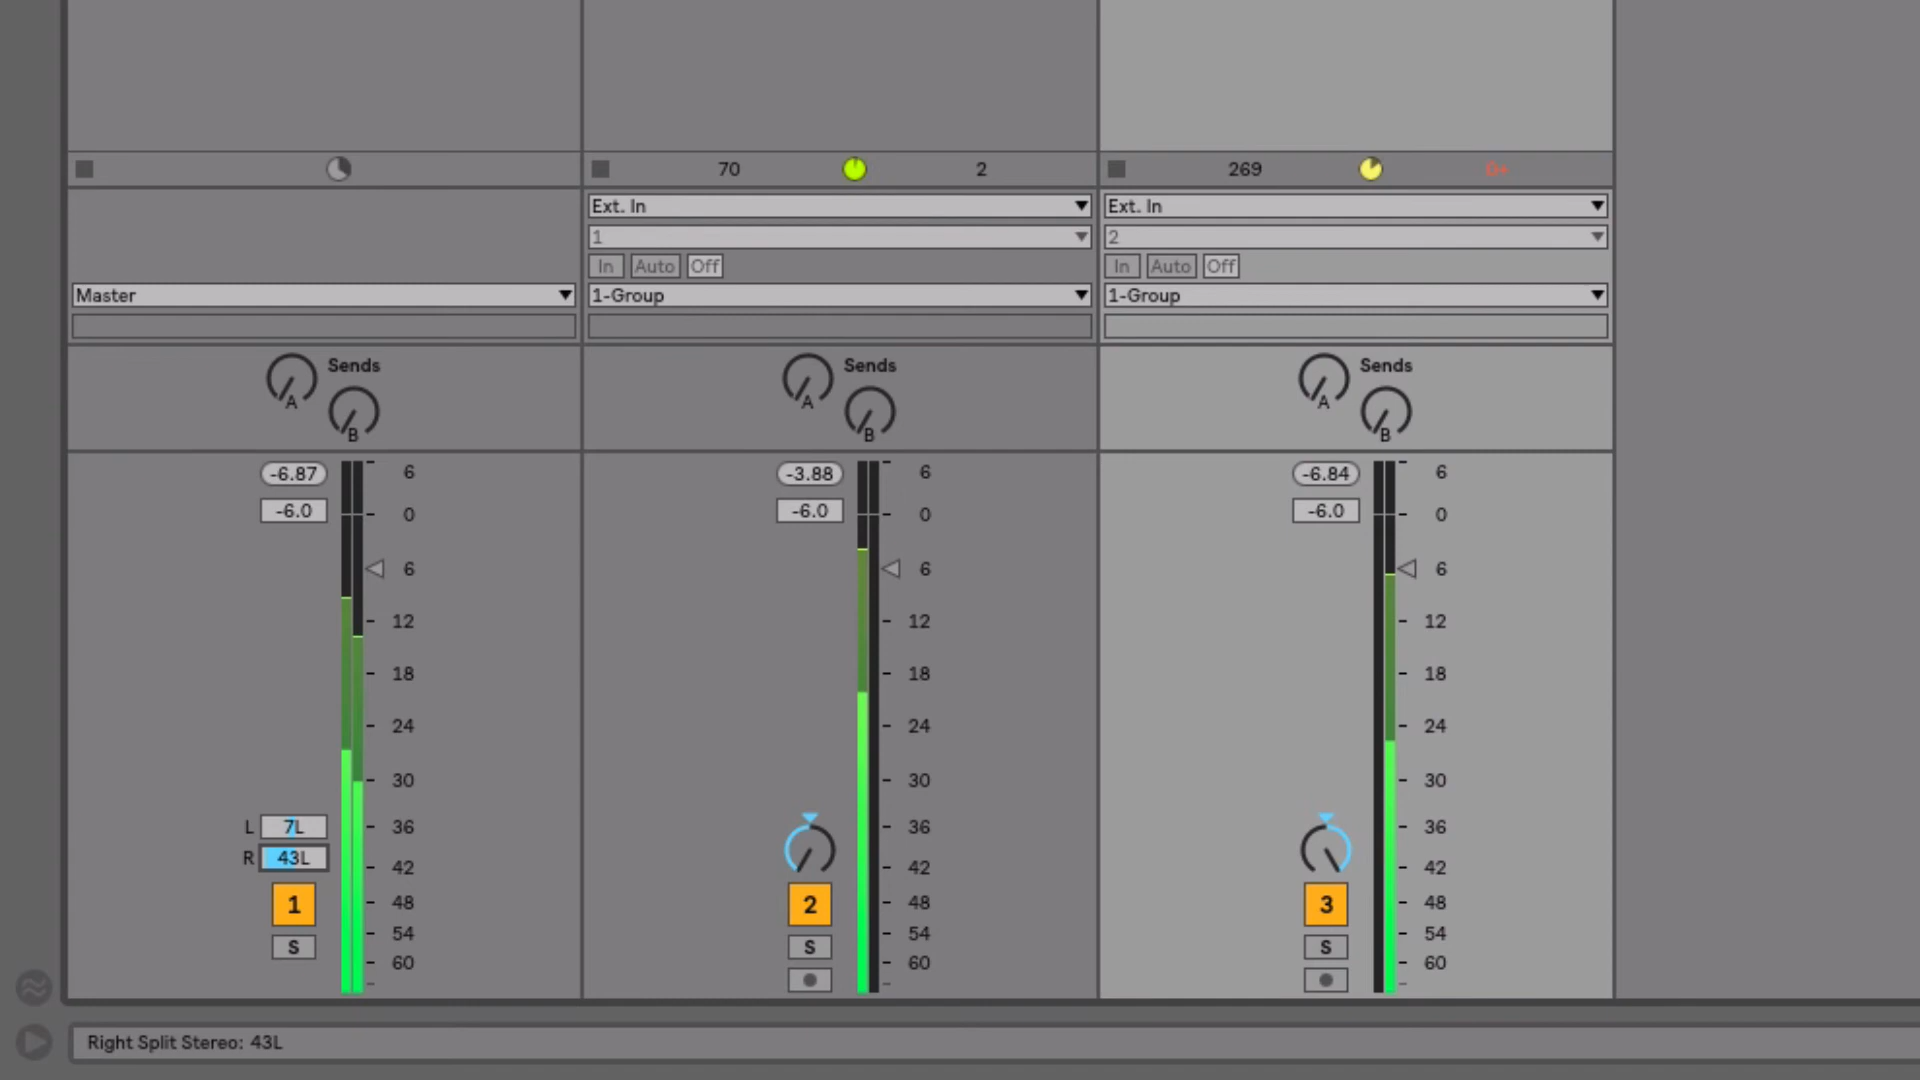 70 2 269 D+
Ext. In Ext. In
1 2
In Auto Off In Auto Off
Master 1-Group 1-Group
Sends Sends Sends
A A A
B B B
-6.87 6 -3.88 6 -6.84 6
-6.0 0 -6.0 0 -6.0 0
6 6 6
12 12 12
18 18 18
24 24 24
30 30 30
L 7L 36 36 36
R 43L 42 42 42
1 48 2 48 3 48
S 54 S 54 S 54
60 60 60
Right Split Stereo: 43L